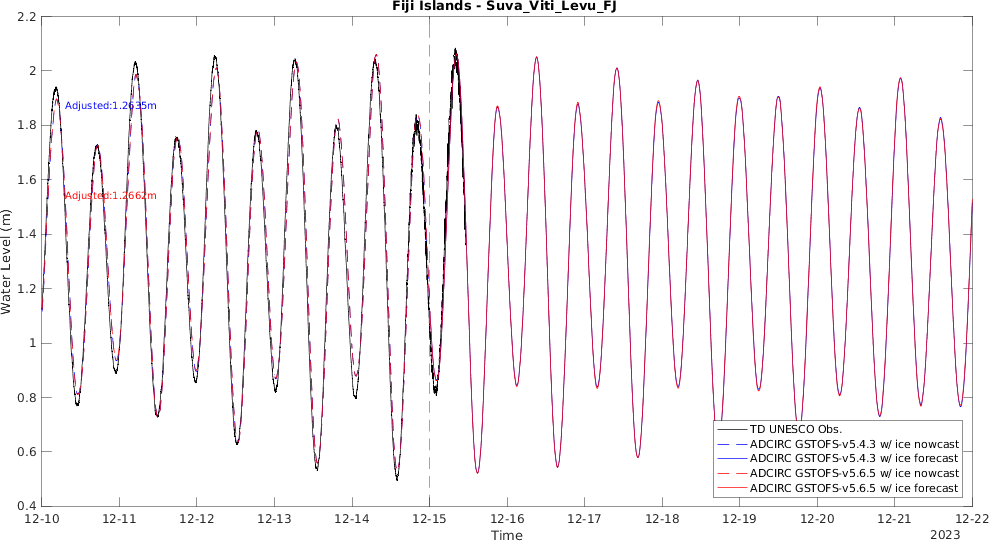 Fiji Islands - Suva_Viti_Levu_FJ
2.2
2
1.8
1.6
1.4
1.2
1
0.8
0.6
0.4
Water Level (m)
Adjusted:1.2635m
Adjusted:1.2662m
TD UNESCO Obs.
ADCIRC GSTOFS-v5.4.3 w/ ice nowcast
ADCIRC GSTOFS-v5.4.3 w/ ice forecast
ADCIRC GSTOFS-v5.6.5 w/ ice nowcast
ADCIRC GSTOFS-v5.6.5 w/ ice forecast
12-10 12-11 12-12 12-13 12-14 12-15 12-16 12-17 12-18 12-19 12-20 12-21 12-22
Time 2023